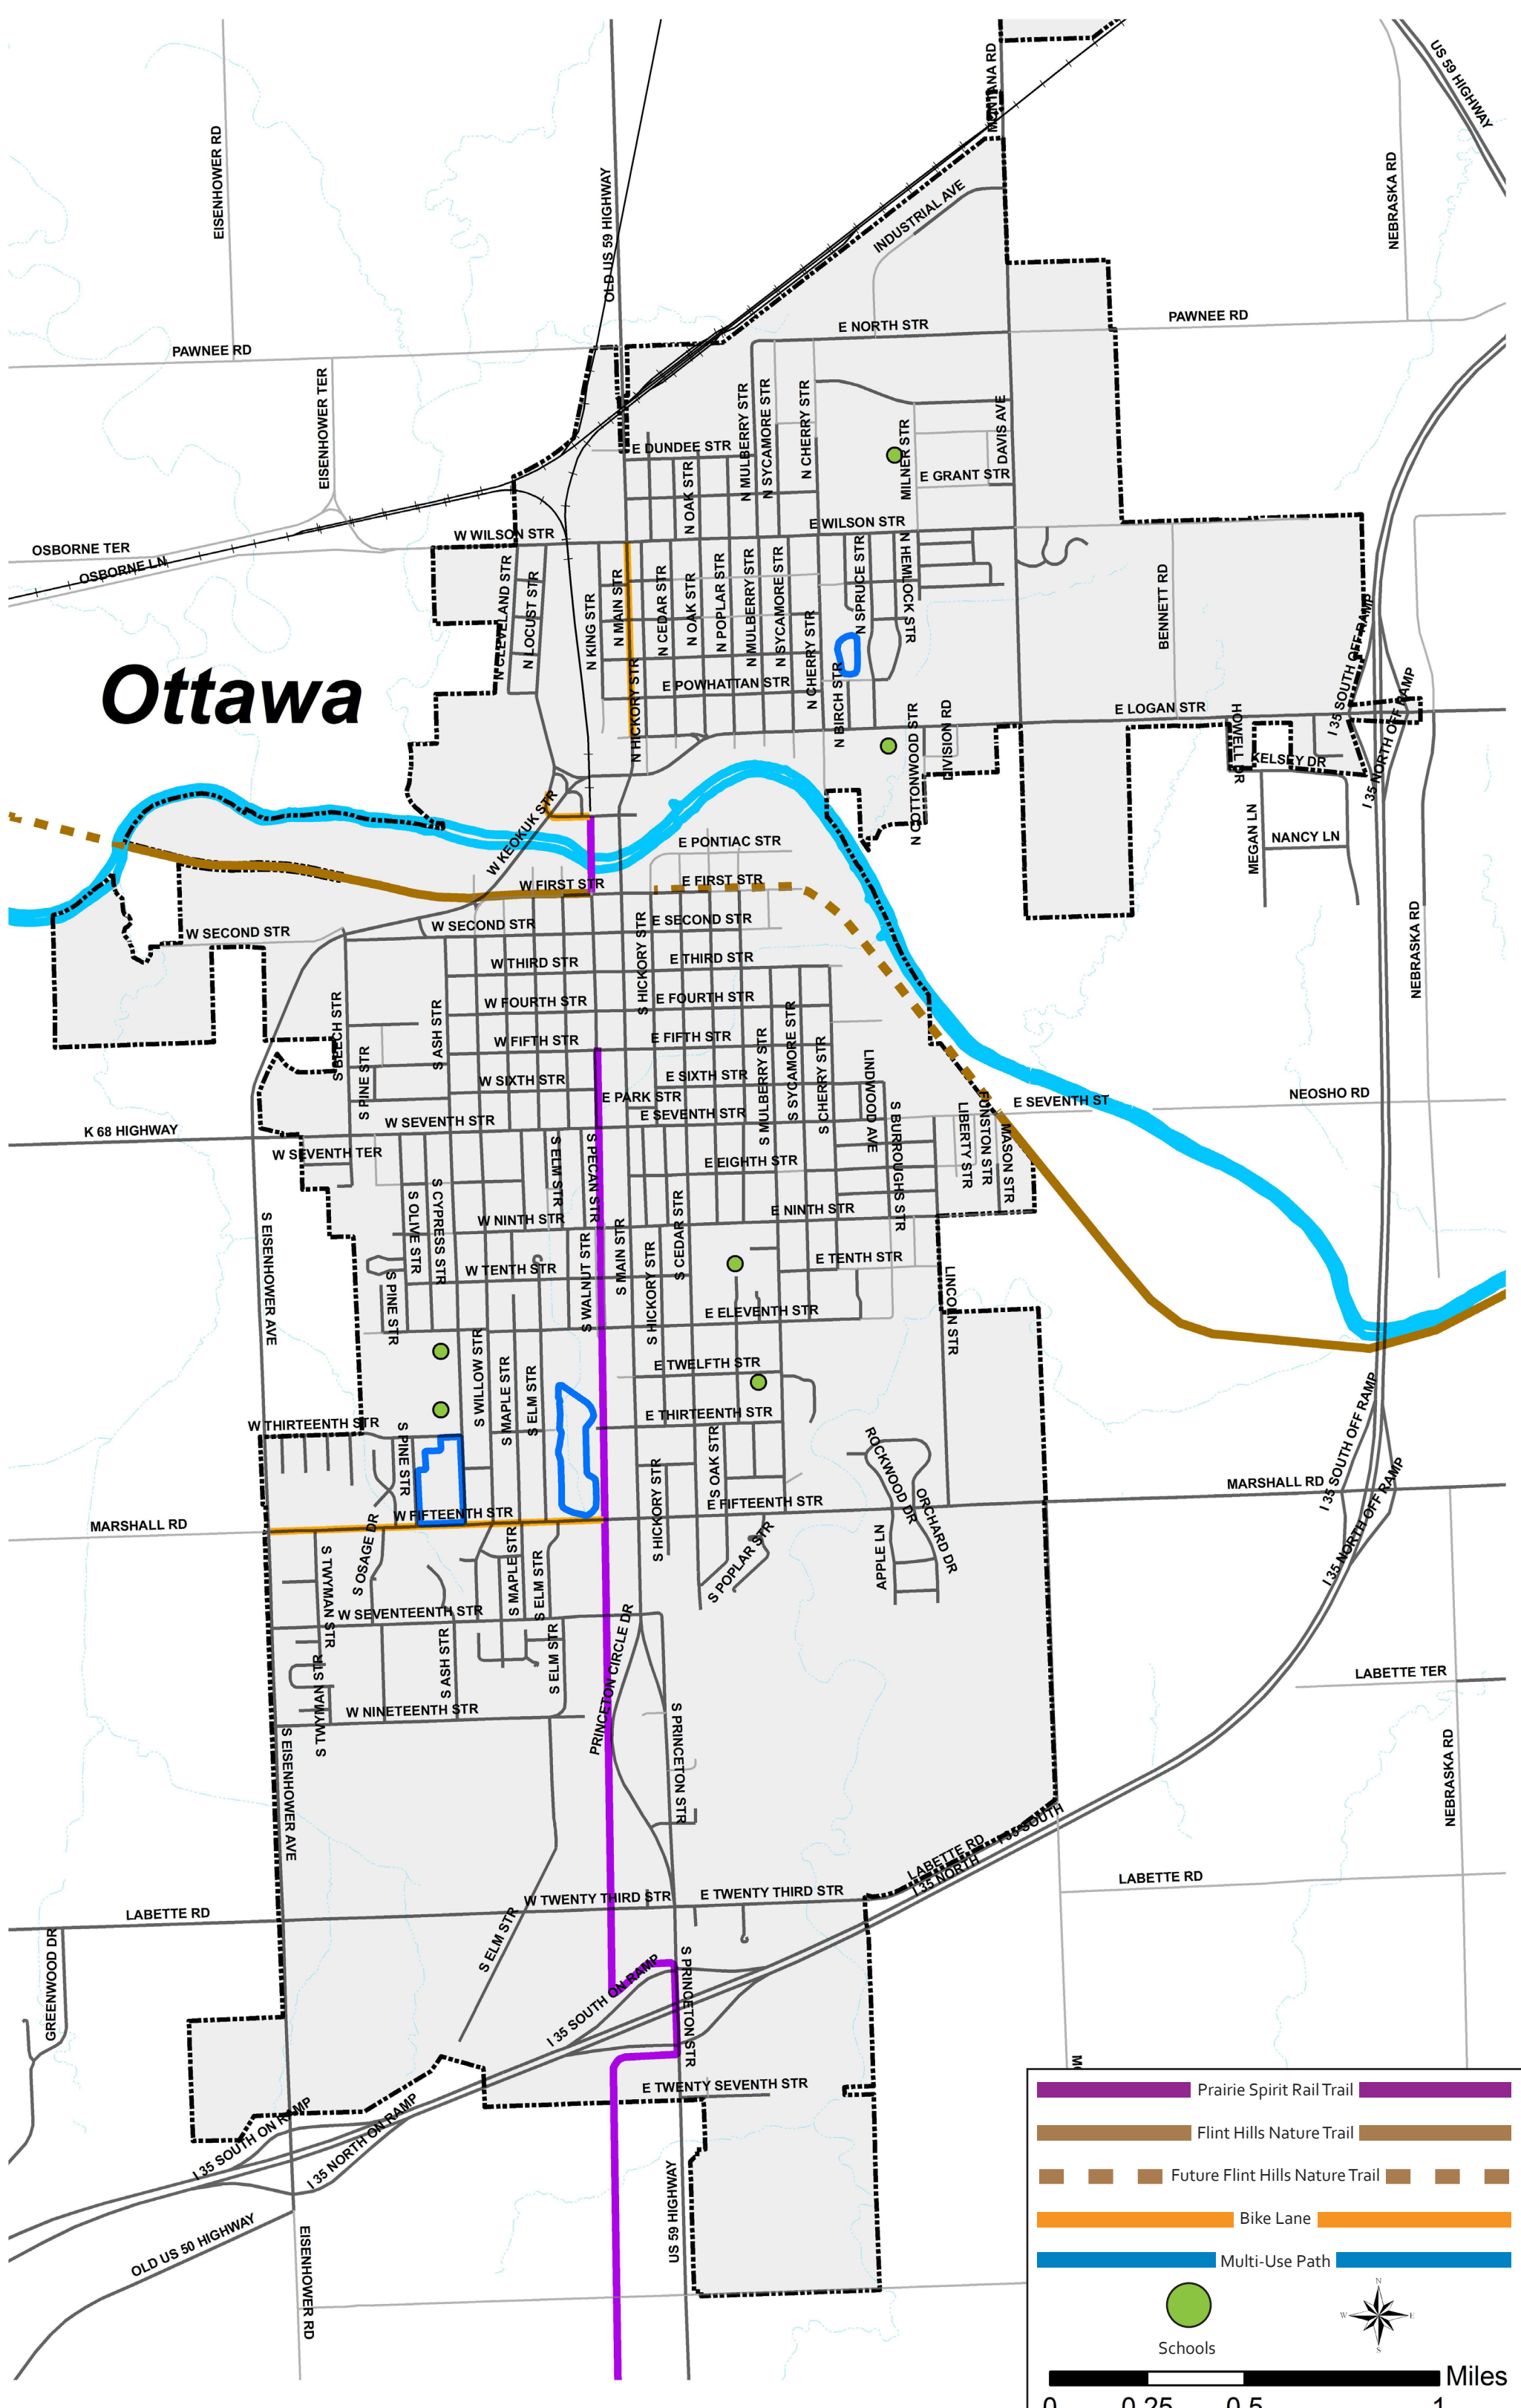 US 59 HIGHWAY
MONTANA RD
EISENHOWER RD
NEBRASKA RD
OLD US 59 HIGHWAY
INDUSTRIAL AVE
E NORTH STR
PAWNEE RD
PAWNEE RD
EISENHOWER TER
N MULBERRY STR
N SYCAMORE STR
N CHERRY STR
DAVIS AVE
E DUNDEE STR
MILNER STR
N OAK STR
E GRANT STR
E WILSON STR
W WILSON STR
OSBORNE TER
OSBORNE LN
N CLEVELAND STR
N LOCUST STR
N KING STR
N MAIN STR
N CEDAR STR
N OAK STR
N POPLAR STR
N MULBERRY STR
N SYCAMORE STR
N CHERRY STR
N SPRUCE STR
N HEMLOCK STR
BENNETT RD
I 35 SOUTH OFF RAMP
Ottawa
E POWHATTAN STR
N HICKORY STR
N BIRCH STR
N COTTONWOOD STR
DIVISION RD
E LOGAN STR
HOWELL DR
KELSEY DR
I 35 NORTH OFF RAMP
W KEOKUK STR
MEGAN LN
NANCY LN
E PONTIAC STR
W FIRST STR
E FIRST STR
W SECOND STR
W SECOND STR
E SECOND STR
S HICKORY STR
NEBRASKA RD
W THIRD STR
E THIRD STR
W FOURTH STR
E FOURTH STR
S BEECH STR
S ASH STR
W FIFTH STR
E FIFTH STR
S PINE STR
S MULBERRY STR
S SYCAMORE STR
S CHERRY STR
LINDWOOD AVE
W SIXTH STR
E SIXTH STR
E PARK STR
W SEVENTH STR
E SEVENTH STR
S BURROUGHS STR
LIBERTY STR
FUNSTON STR
MASON STR
E SEVENTH ST
NEOSHO RD
K 68 HIGHWAY
W SEVENTH TER
S ELM STR
S PECAN STR
E EIGHTH STR
S OLIVE STR
S CYPRESS STR
W NINTH STR
S CEDAR STR
E NINTH STR
S EISENHOWER AVE
W TENTH STR
S WALNUT STR
S MAIN STR
S HICKORY STR
E TENTH STR
S PINE STR
E ELEVENTH STR
LINCOLN STR
S WILLOW STR
S MAPLE STR
S ELM STR
E TWELFTH STR
W THIRTEENTH STR
E THIRTEENTH STR
S PINE STR
S OAK STR
S HICKORY STR
ROCKWOOD DR
ORCHARD DR
I 35 SOUTH OFF RAMP
MARSHALL RD
I 35 NORTH OFF RAMP
MARSHALL RD
W FIFTEENTH STR
E FIFTEENTH STR
S OSAGE DR
S TWYMAN STR
S MAPLE STR
S ELM STR
S POPLAR STR
APPLE LN
W SEVENTEENTH STR
S ASH STR
S ELM STR
PRINCETON CIRCLE DR
S TWYMAN STR
W NINETEENTH STR
S PRINCETON STR
LABETTE TER
S EISENHOWER AVE
NEBRASKA RD
LABETTE RD
I 35 SOUTH
I 35 NORTH
LABETTE RD
LABETTE RD
W TWENTY THIRD STR
E TWENTY THIRD STR
GREENWOOD DR
S ELM STR
I 35 SOUTH ON RAMP
S PRINCETON STR
E TWENTY SEVENTH STR
I 35 SOUTH ON RAMP
I 35 NORTH ON RAMP
OLD US 50 HIGHWAY
EISENHOWER RD
US 59 HIGHWAY
Prairie Spirit Rail Trail
Flint Hills Nature Trail
Future Flint Hills Nature Trail
Bike Lane
Multi-Use Path
Schools
N
W
E
S
Miles
0 0.25 0.5 1